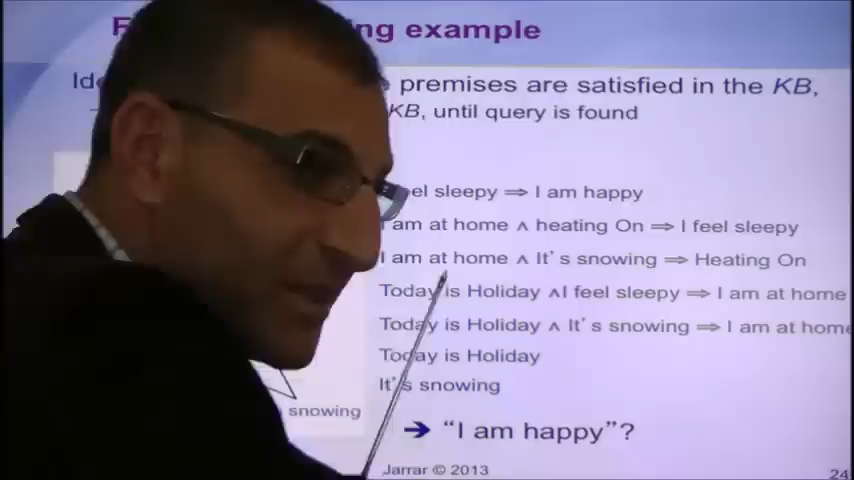 ng example
premises are satisfied in the KB,
KB, until query is found
sleepy ⇒ I am happy
I am at home ∧ heating On ⇒ I feel sleepy
I am at home ∧ It's snowing ⇒ Heating On
Today is Holiday ∧I feel sleepy ⇒ I am at home
Today is Holiday ∧ It's snowing ⇒ I am at home
Today is Holiday
It's snowing
snowing
➔ “I am happy”?
Jarrar © 2013
24